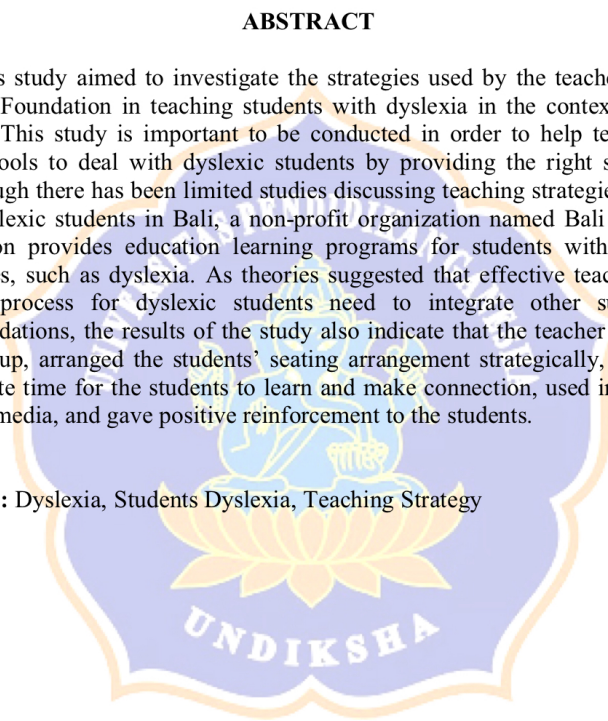 ABSTRACT
s study aimed to investigate the strategies used by the teache
Foundation in teaching students with dyslexia in the contex
This study is important to be conducted in order to help te
ools to deal with dyslexic students by providing the right s
ugh there has been limited studies discussing teaching strategie
lexic students in Bali, a non-profit organization named Bali
on provides education learning programs for students with
es, such as dyslexia. As theories suggested that effective teac
process for dyslexic students need to integrate other su
dations, the results of the study also indicate that the teacher
up, arranged the students’ seating arrangement strategically,
te time for the students to learn and make connection, used in
media, and gave positive reinforcement to the students.
: Dyslexia, Students Dyslexia, Teaching Strategy
UNIVERSITAS PENDIDIKAN GANESHA
UNDIKSHA